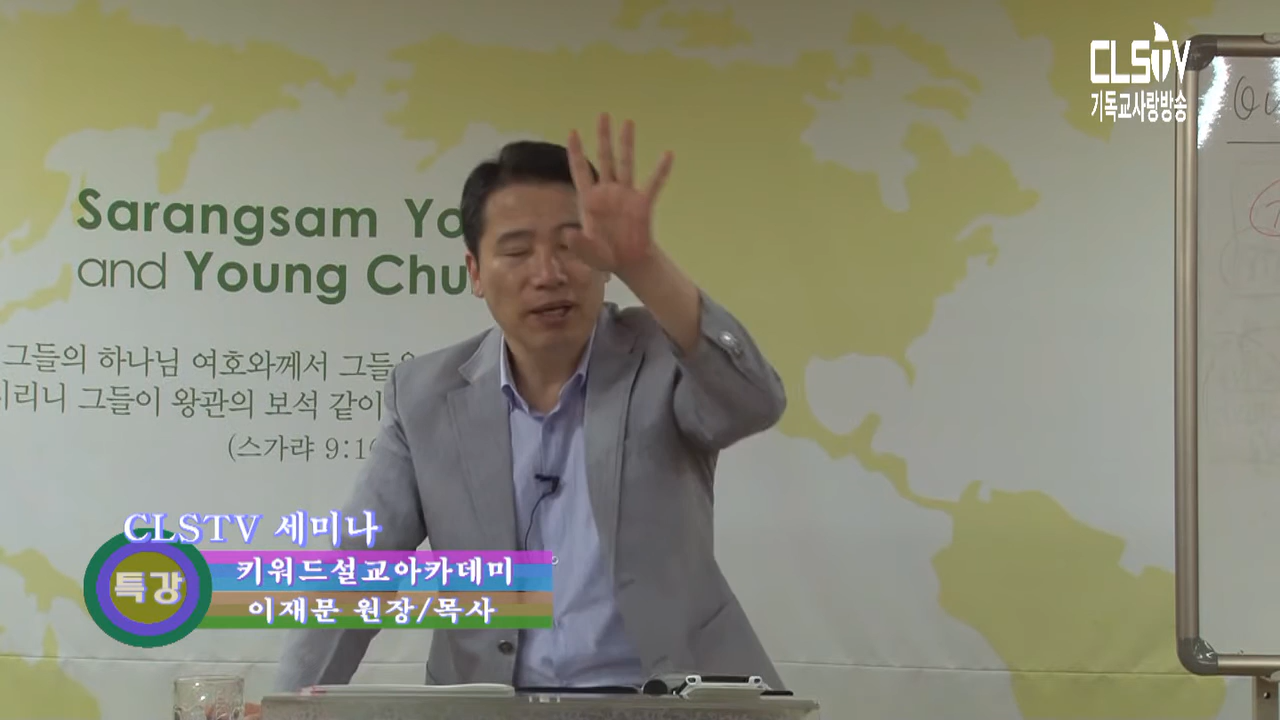 CLSTV
기독교사랑방송
Sarangsam Yo
and Young Chu
그들의 하나님 여호와께서 그들을
리니 그들이 왕관의 보석 같이
(스가랴 9:16
CLSTV 세미나
특강
키워드설교아카데미
이재문 원장/목사